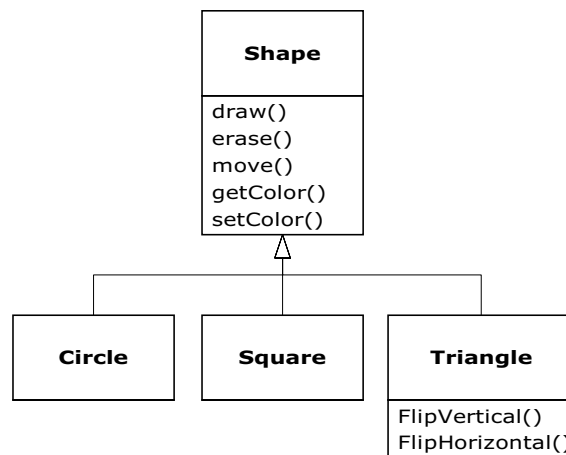 Shape
draw()
erase()
move()
getColor()
setColor()
Circle
Square
Triangle
FlipVertical()
FlipHorizontal()